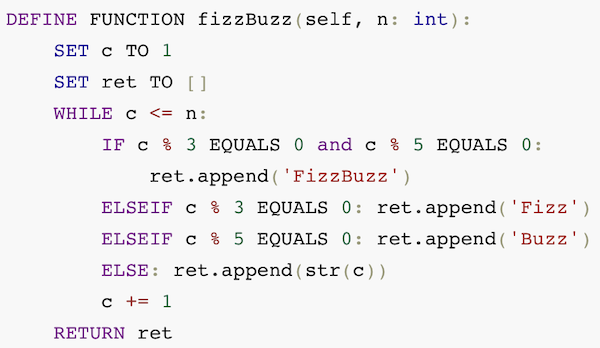 DEFINE FUNCTION fizzBuzz(self, n: int):
    SET c TO 1
    SET ret TO []
    WHILE c <= n:
        IF c % 3 EQUALS 0 and c % 5 EQUALS 0:
            ret.append('FizzBuzz')
        ELSEIF c % 3 EQUALS 0: ret.append('Fizz')
        ELSEIF c % 5 EQUALS 0: ret.append('Buzz')
        ELSE: ret.append(str(c))
        c += 1
    RETURN ret